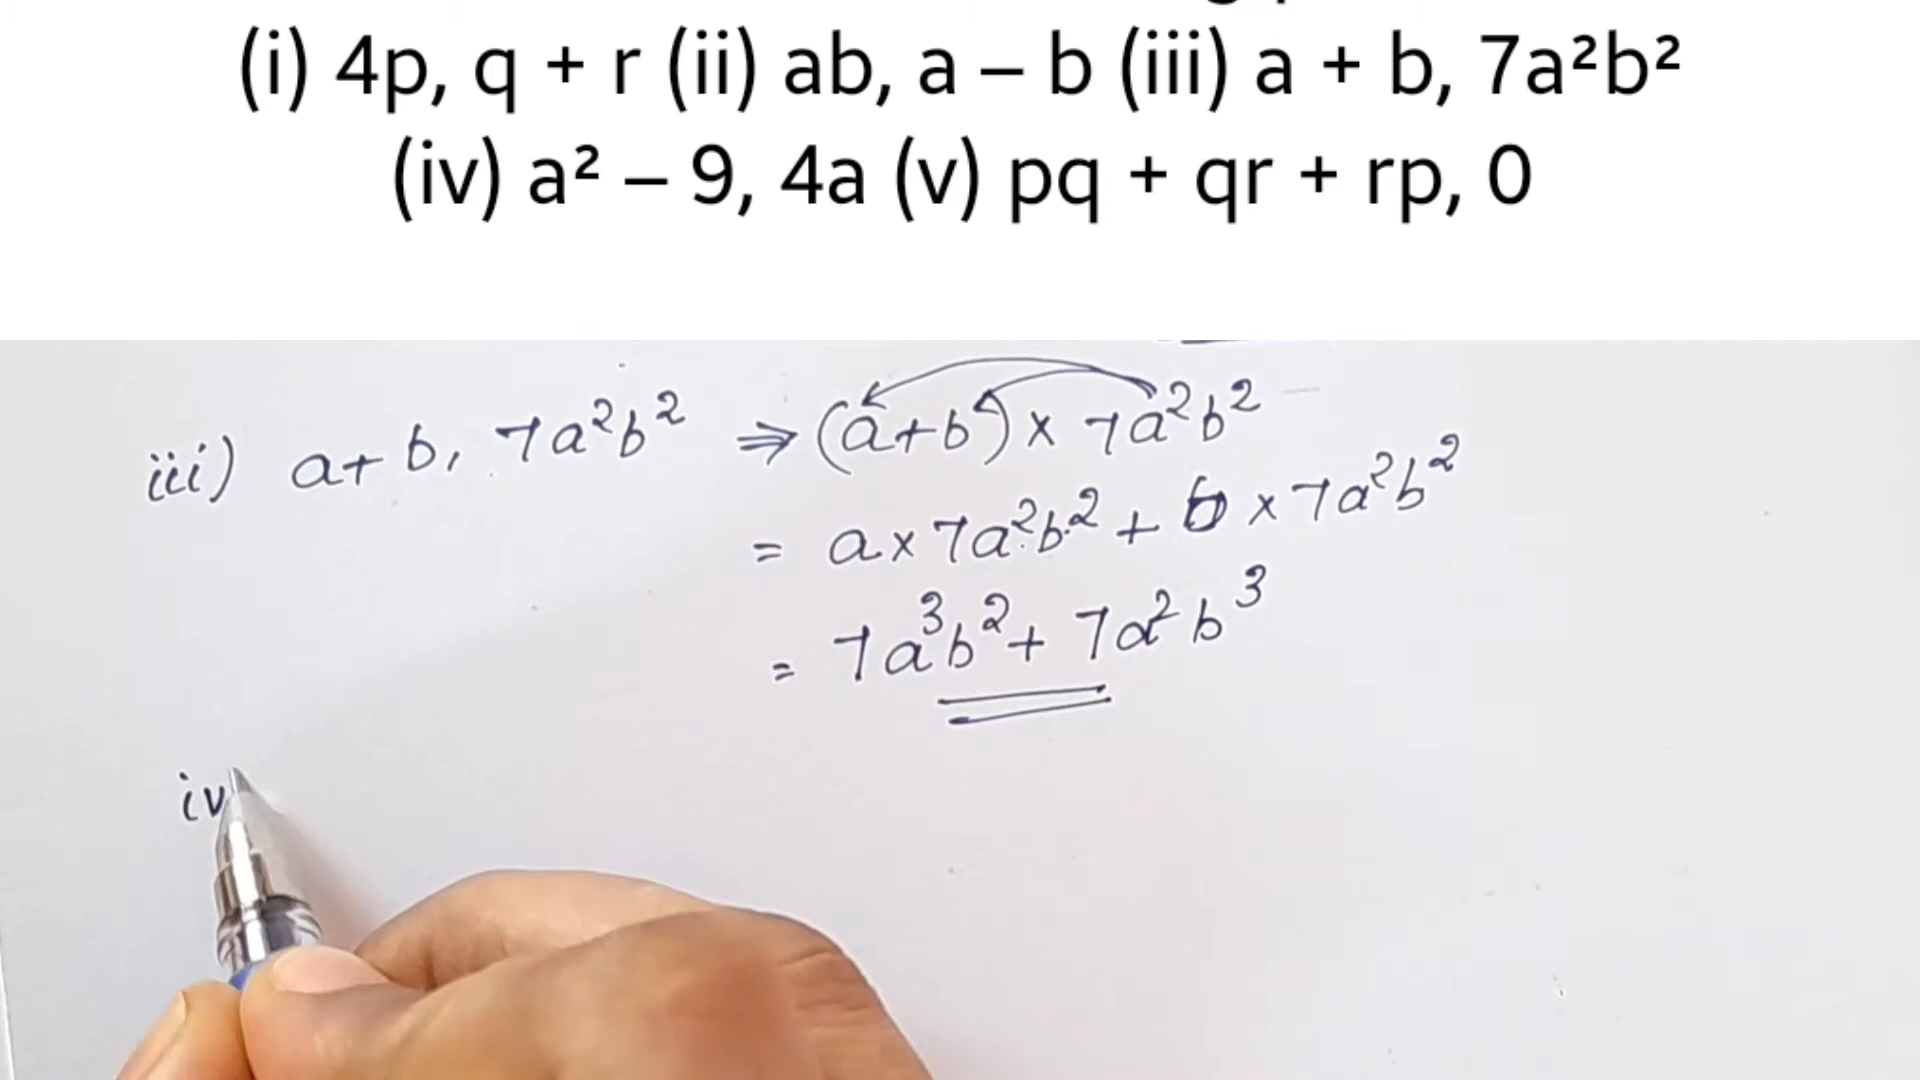 (i) 4p, q + r (ii) ab, a – b (iii) a + b, 7a²b²
(iv) a² – 9, 4a (v) pq + qr + rp, 0
iii) a+b, 7a²b² ⇒ (a+b) × 7a²b²
= a × 7a²b² + b × 7a²b²
= 7a³b² + 7a²b³
iv